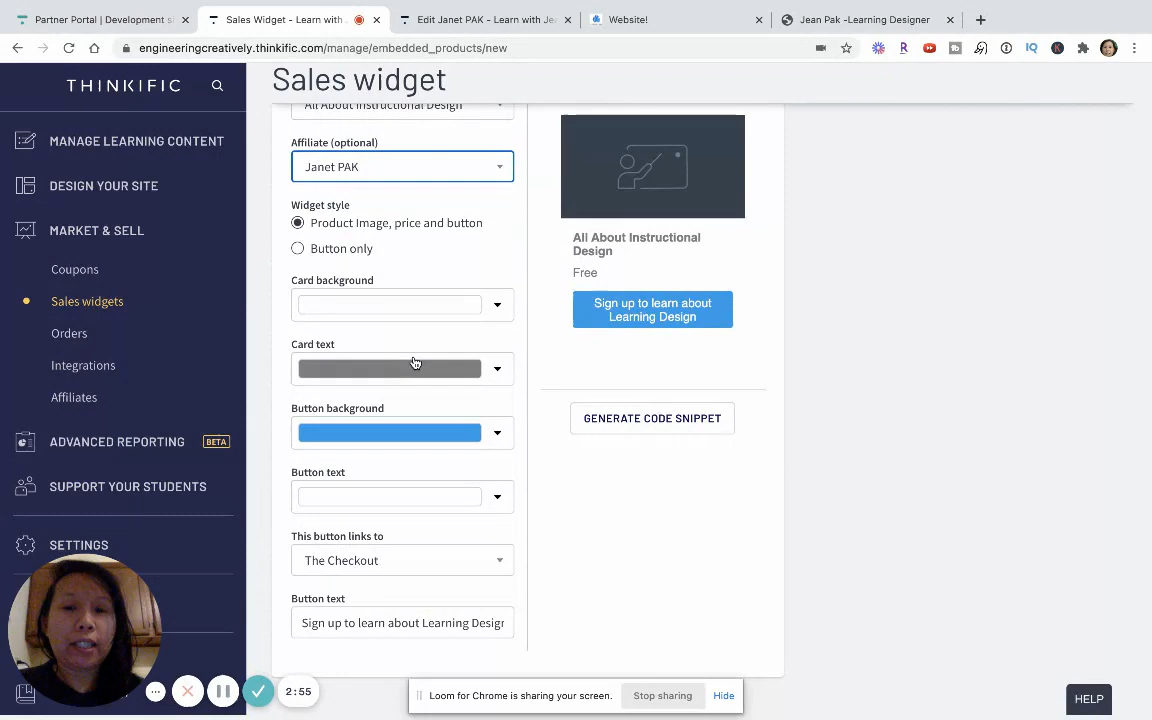 Partner Portal | Development si
Sales Widget - Learn with
Edit Janet PAK - Learn with Je
Website!
Jean Pak -Learning Designer
engineeringcreatively.thinkific.com/manage/embedded_products/new
THINKIFIC
Sales widget
MANAGE LEARNING CONTENT
DESIGN YOUR SITE
MARKET & SELL
Coupons
Sales widgets
Orders
Integrations
Affiliates
ADVANCED REPORTING BETA
SUPPORT YOUR STUDENTS
SETTINGS
All About Instructional Design
Affiliate (optional)
Janet PAK
Widget style
Product Image, price and button
Button only
Card background
Card text
Button background
Button text
This button links to
The Checkout
Button text
Sign up to learn about Learning Desigr
All About Instructional
Design
Free
Sign up to learn about
Learning Design
GENERATE CODE SNIPPET
2:55
Loom for Chrome is sharing your screen.
Stop sharing
Hide
HELP